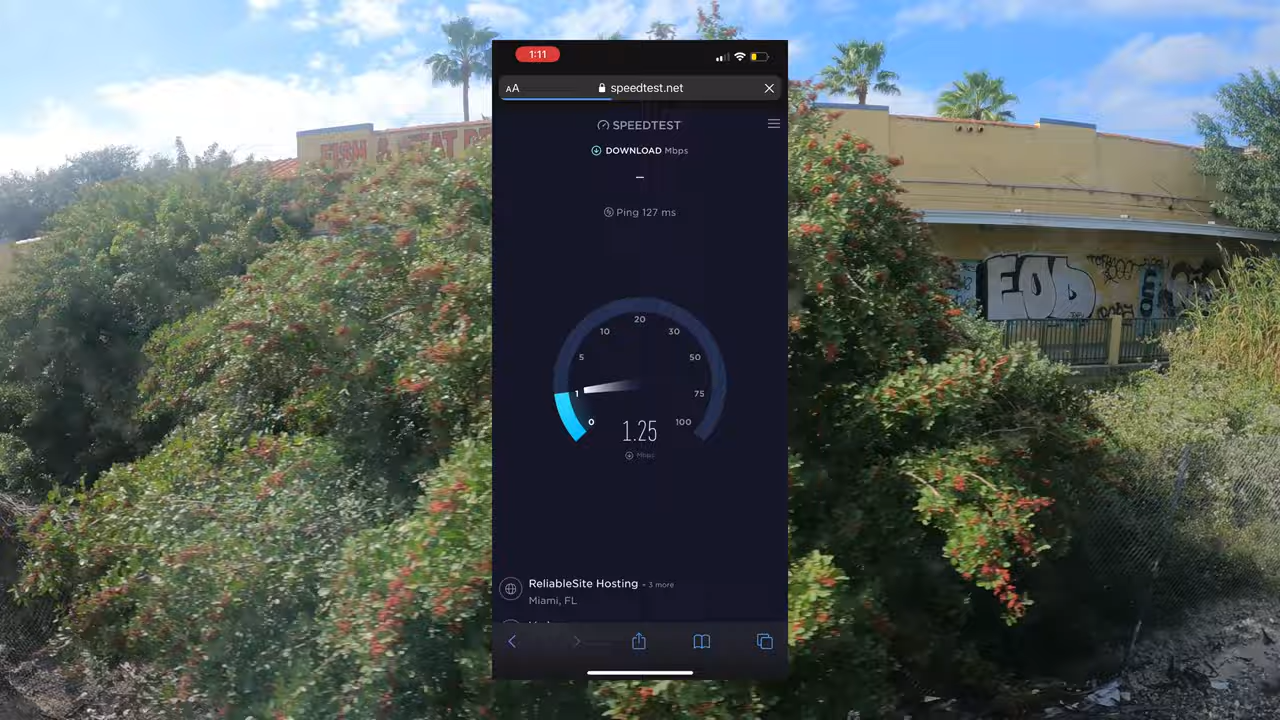 1:11
AA speedtest.net
SPEEDTEST
DOWNLOAD Mbps
–
Ping 127 ms
20
10 30
5 50
1 75
0 100
1.25
Mbps
ReliableSite Hosting + 3 more
Miami, FL
FISH &
EOD